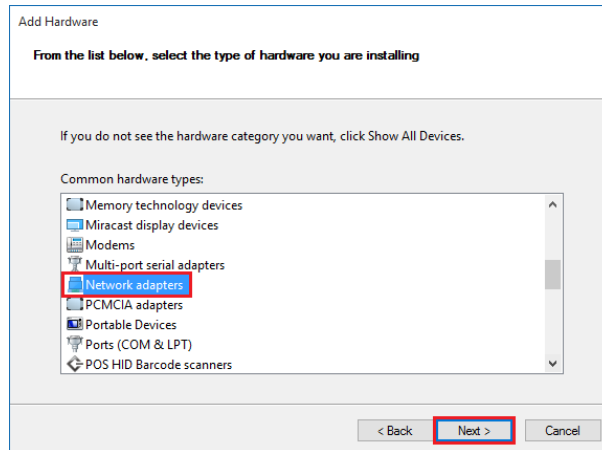 Add Hardware
From the list below, select the type of hardware you are installing
If you do not see the hardware category you want, click Show All Devices.
Common hardware types:
Memory technology devices
Miracast display devices
Modems
Multi-port serial adapters
Network adapters
PCMCIA adapters
Portable Devices
Ports (COM & LPT)
POS HID Barcode scanners
< Back Next > Cancel